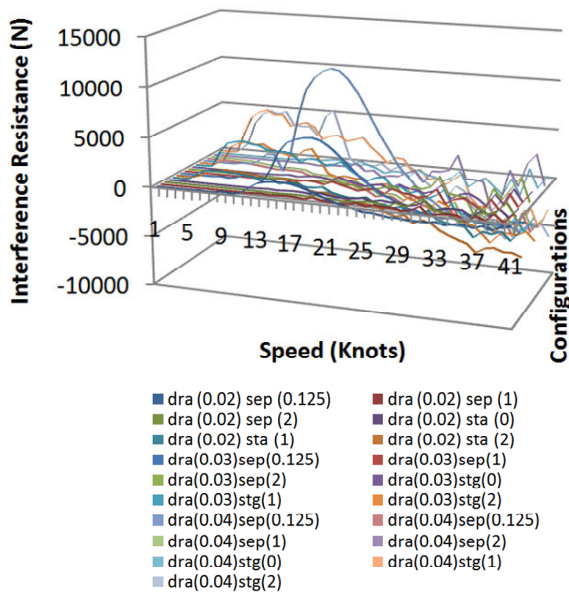 Interference Resistance (N)
15000
10000
5000
0
-5000
-10000
1 5 9 13 17 21 25 29 33 37 41
Speed (Knots)
Configurations
dra (0.02) sep (0.125) dra (0.02) sep (1)
dra (0.02) sep (2) dra (0.02) sta (0)
dra (0.02) sta (1) dra (0.02) sta (2)
dra(0.03)sep(0.125) dra(0.03)sep(1)
dra(0.03)sep(2) dra(0.03)stg(0)
dra(0.03)stg(1) dra(0.03)stg(2)
dra(0.04)sep(0.125) dra(0.04)sep(0.125)
dra(0.04)sep(1) dra(0.04)sep(2)
dra(0.04)stg(0) dra(0.04)stg(1)
dra(0.04)stg(2)